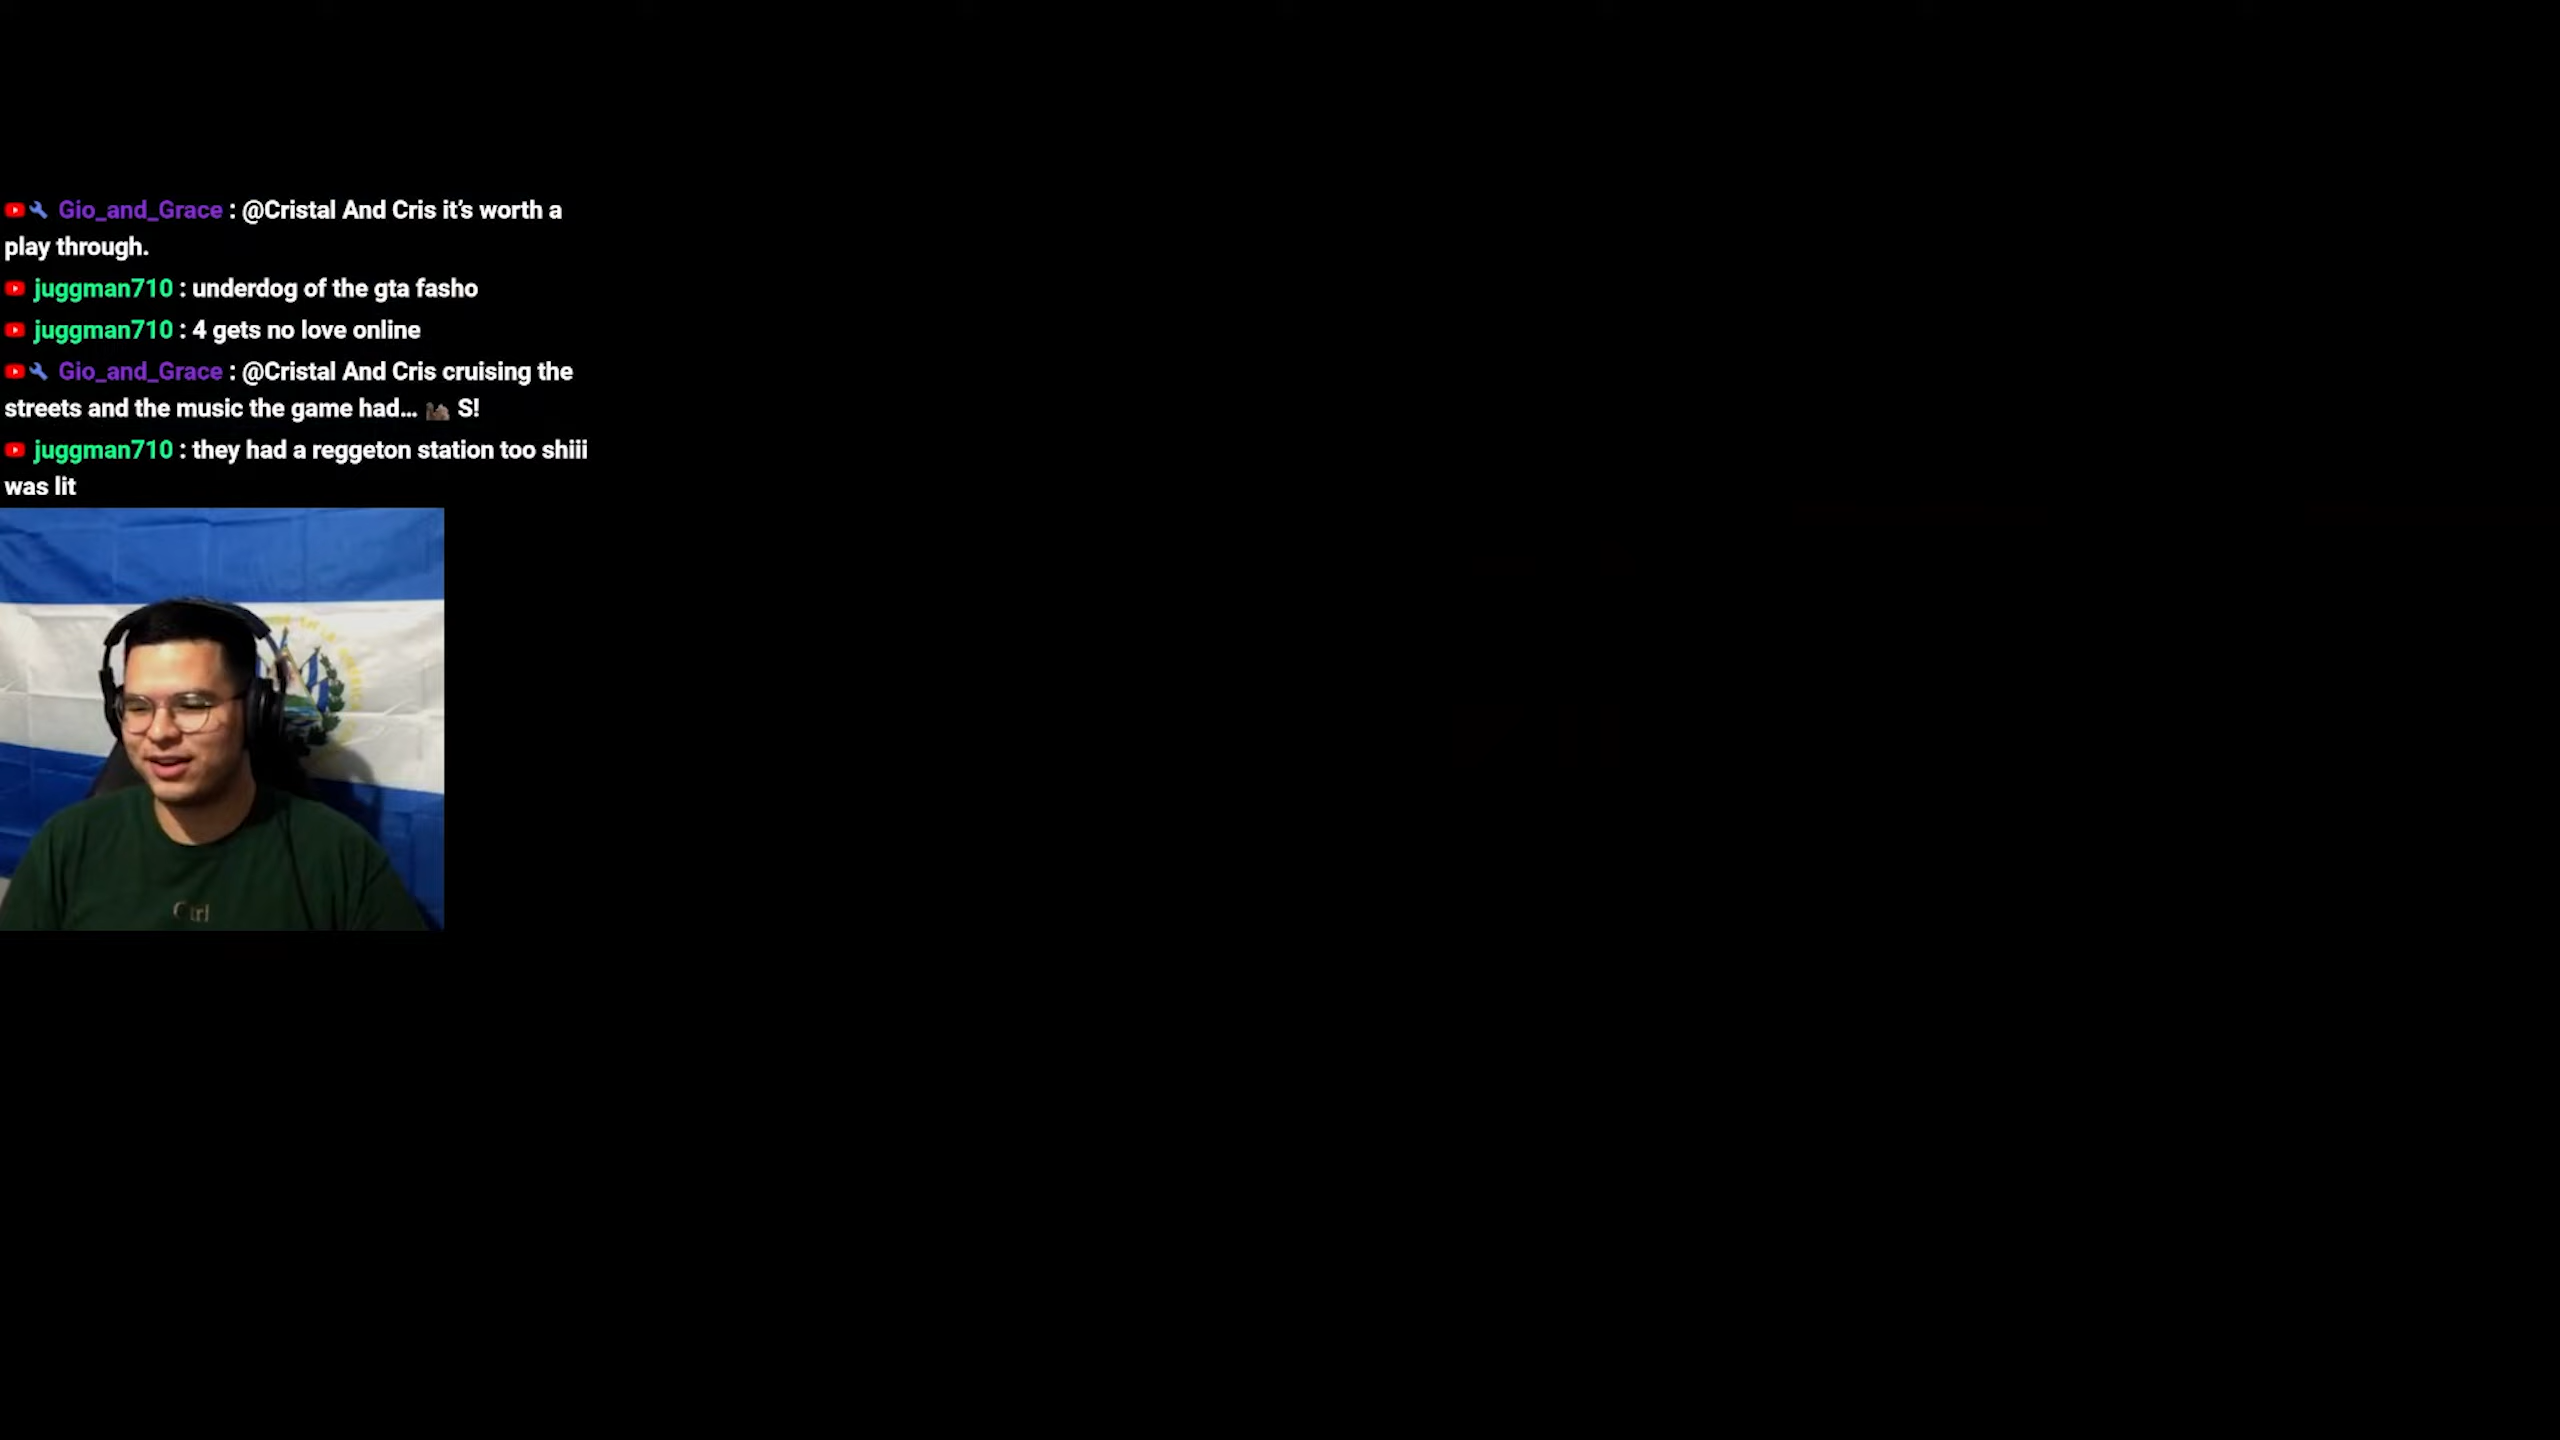 Gio_and_Grace : @Cristal And Cris it’s worth a
play through.
juggman710 : underdog of the gta fasho
juggman710 : 4 gets no love online
Gio_and_Grace : @Cristal And Cris cruising the
streets and the music the game had... S!
juggman710 : they had a reggeton station too shiii
was lit
Ctrl